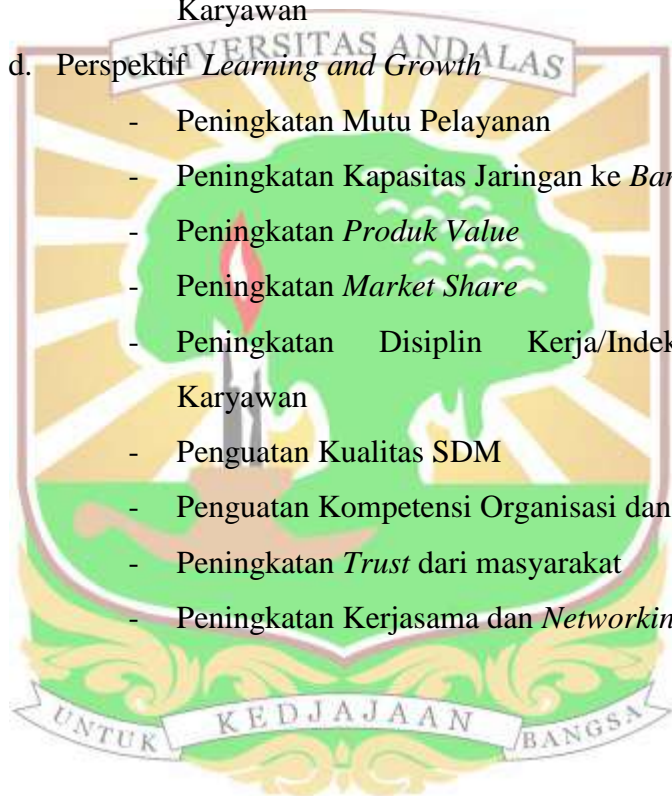 Karyawan
UNIVERSITAS ANDALAS
d. Perspektif Learning and Growth
- Peningkatan Mutu Pelayanan
- Peningkatan Kapasitas Jaringan ke
- Peningkatan Produk Value
- Peningkatan Market Share
- Peningkatan Disiplin
Karyawan
- Penguatan Kualitas SDM
- Penguatan Kompetensi Organisasi dan
- Peningkatan Trust dari masyarakat
- Peningkatan Kerjasama dan
UNTUK KEDJAJAAN BANGSA